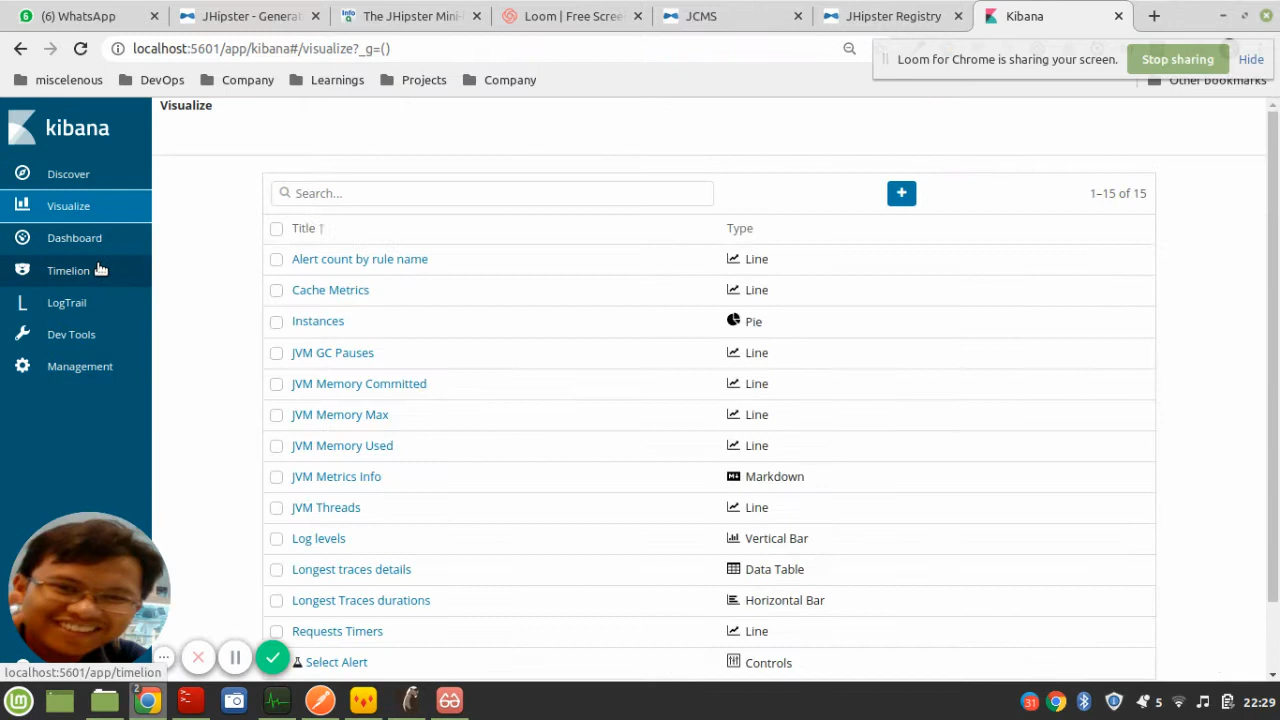 6
(6) WhatsApp
JHipster - Generat
The JHipster Mini
Loom | Free Scree
JCMS
JHipster Registry
Kibana
localhost:5601/app/kibana#/visualize?_g=()
Loom for Chrome is sharing your screen.
Stop sharing
Hide
miscelenous
DevOps
Company
Learnings
Projects
Company
Other bookmarks
kibana
Discover
Visualize
Dashboard
Timelion
L LogTrail
Dev Tools
Management
Visualize
Search...
+
1–15 of 15
Title ↑ Type
Alert count by rule name Line
Cache Metrics Line
Instances Pie
JVM GC Pauses Line
JVM Memory Committed Line
JVM Memory Max Line
JVM Memory Used Line
JVM Metrics Info Markdown
JVM Threads Line
Log levels Vertical Bar
Longest traces details Data Table
Longest Traces durations Horizontal Bar
Requests Timers Line
Select Alert Controls
localhost:5601/app/timelion
2
31
5
22:29